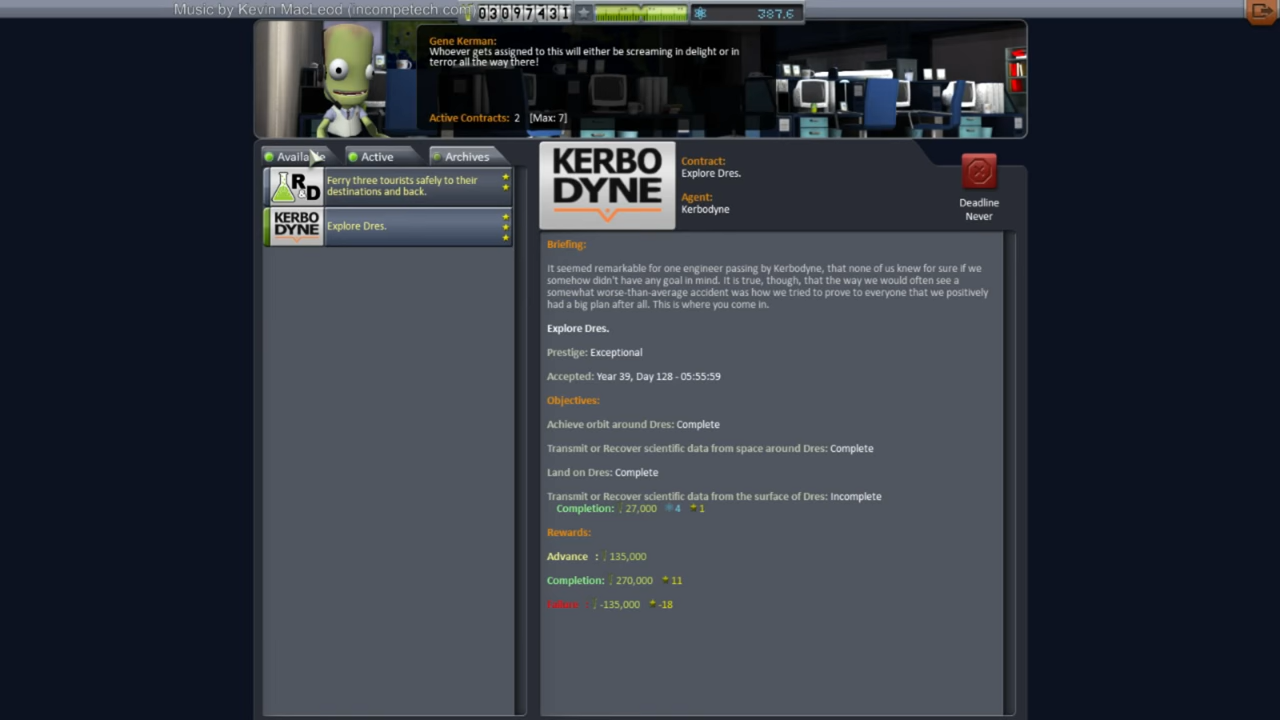 Music by Kevin MacLeod (incompetech.com
03097431
387.6
Gene Kerman:
Whoever gets assigned to this will either be screaming in delight or in
terror all the way there!
Active Contracts: 2 [Max: 7]
Available
Active
Archives
R&D
Ferry three tourists safely to their
destinations and back.
KERBO
DYNE
Explore Dres.
KERBO
DYNE
Contract:
Explore Dres.
Agent:
Kerbodyne
Deadline
Never
Briefing:
It seemed remarkable for one engineer passing by Kerbodyne, that none of us knew for sure if we
somehow didn't have any goal in mind. It is true, though, that the way we would often see a
somewhat worse-than-average accident was how we tried to prove to everyone that we positively
had a big plan after all. This is where you come in.
Explore Dres.
Prestige: Exceptional
Accepted: Year 39, Day 128 - 05:55:59
Objectives:
Achieve orbit around Dres: Complete
Transmit or Recover scientific data from space around Dres: Complete
Land on Dres: Complete
Transmit or Recover scientific data from the surface of Dres: Incomplete
Completion: 27,000 4 1
Rewards:
Advance : 135,000
Completion: 270,000 11
Failure : -135,000 -18